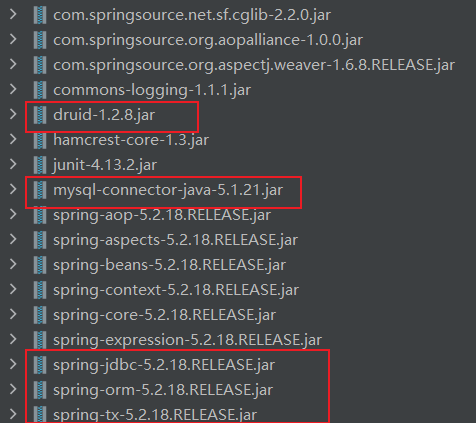 com.springsource.net.sf.cglib-2.2.0.jar
com.springsource.org.aopalliance-1.0.0.jar
com.springsource.org.aspectj.weaver-1.6.8.RELEASE.jar
commons-logging-1.1.1.jar
druid-1.2.8.jar
hamcrest-core-1.3.jar
junit-4.13.2.jar
mysql-connector-java-5.1.21.jar
spring-aop-5.2.18.RELEASE.jar
spring-aspects-5.2.18.RELEASE.jar
spring-beans-5.2.18.RELEASE.jar
spring-context-5.2.18.RELEASE.jar
spring-core-5.2.18.RELEASE.jar
spring-expression-5.2.18.RELEASE.jar
spring-jdbc-5.2.18.RELEASE.jar
spring-orm-5.2.18.RELEASE.jar
spring-tx-5.2.18.RELEASE.jar